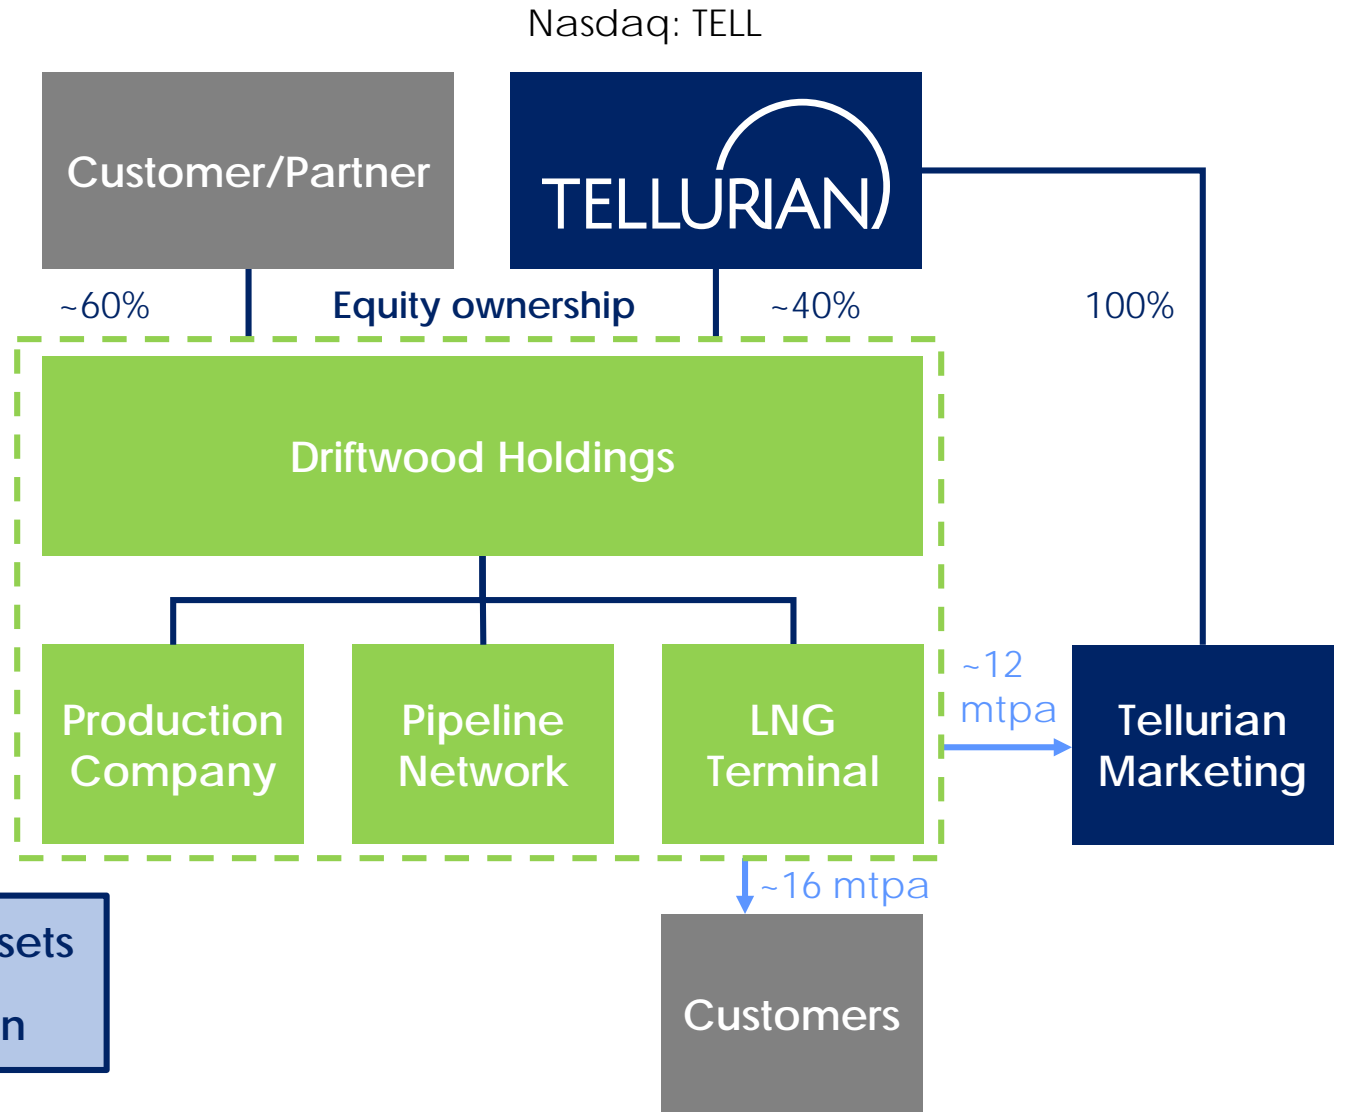 Nasdaq: TELL
Customer/Partner
TELLURIAN
~60%
Equity ownership
~40%
100%
Driftwood Holdings
Production
Company
Pipeline
Network
LNG
Terminal
~12
mtpa
Tellurian
Marketing
~16 mtpa
sets
n
Customers